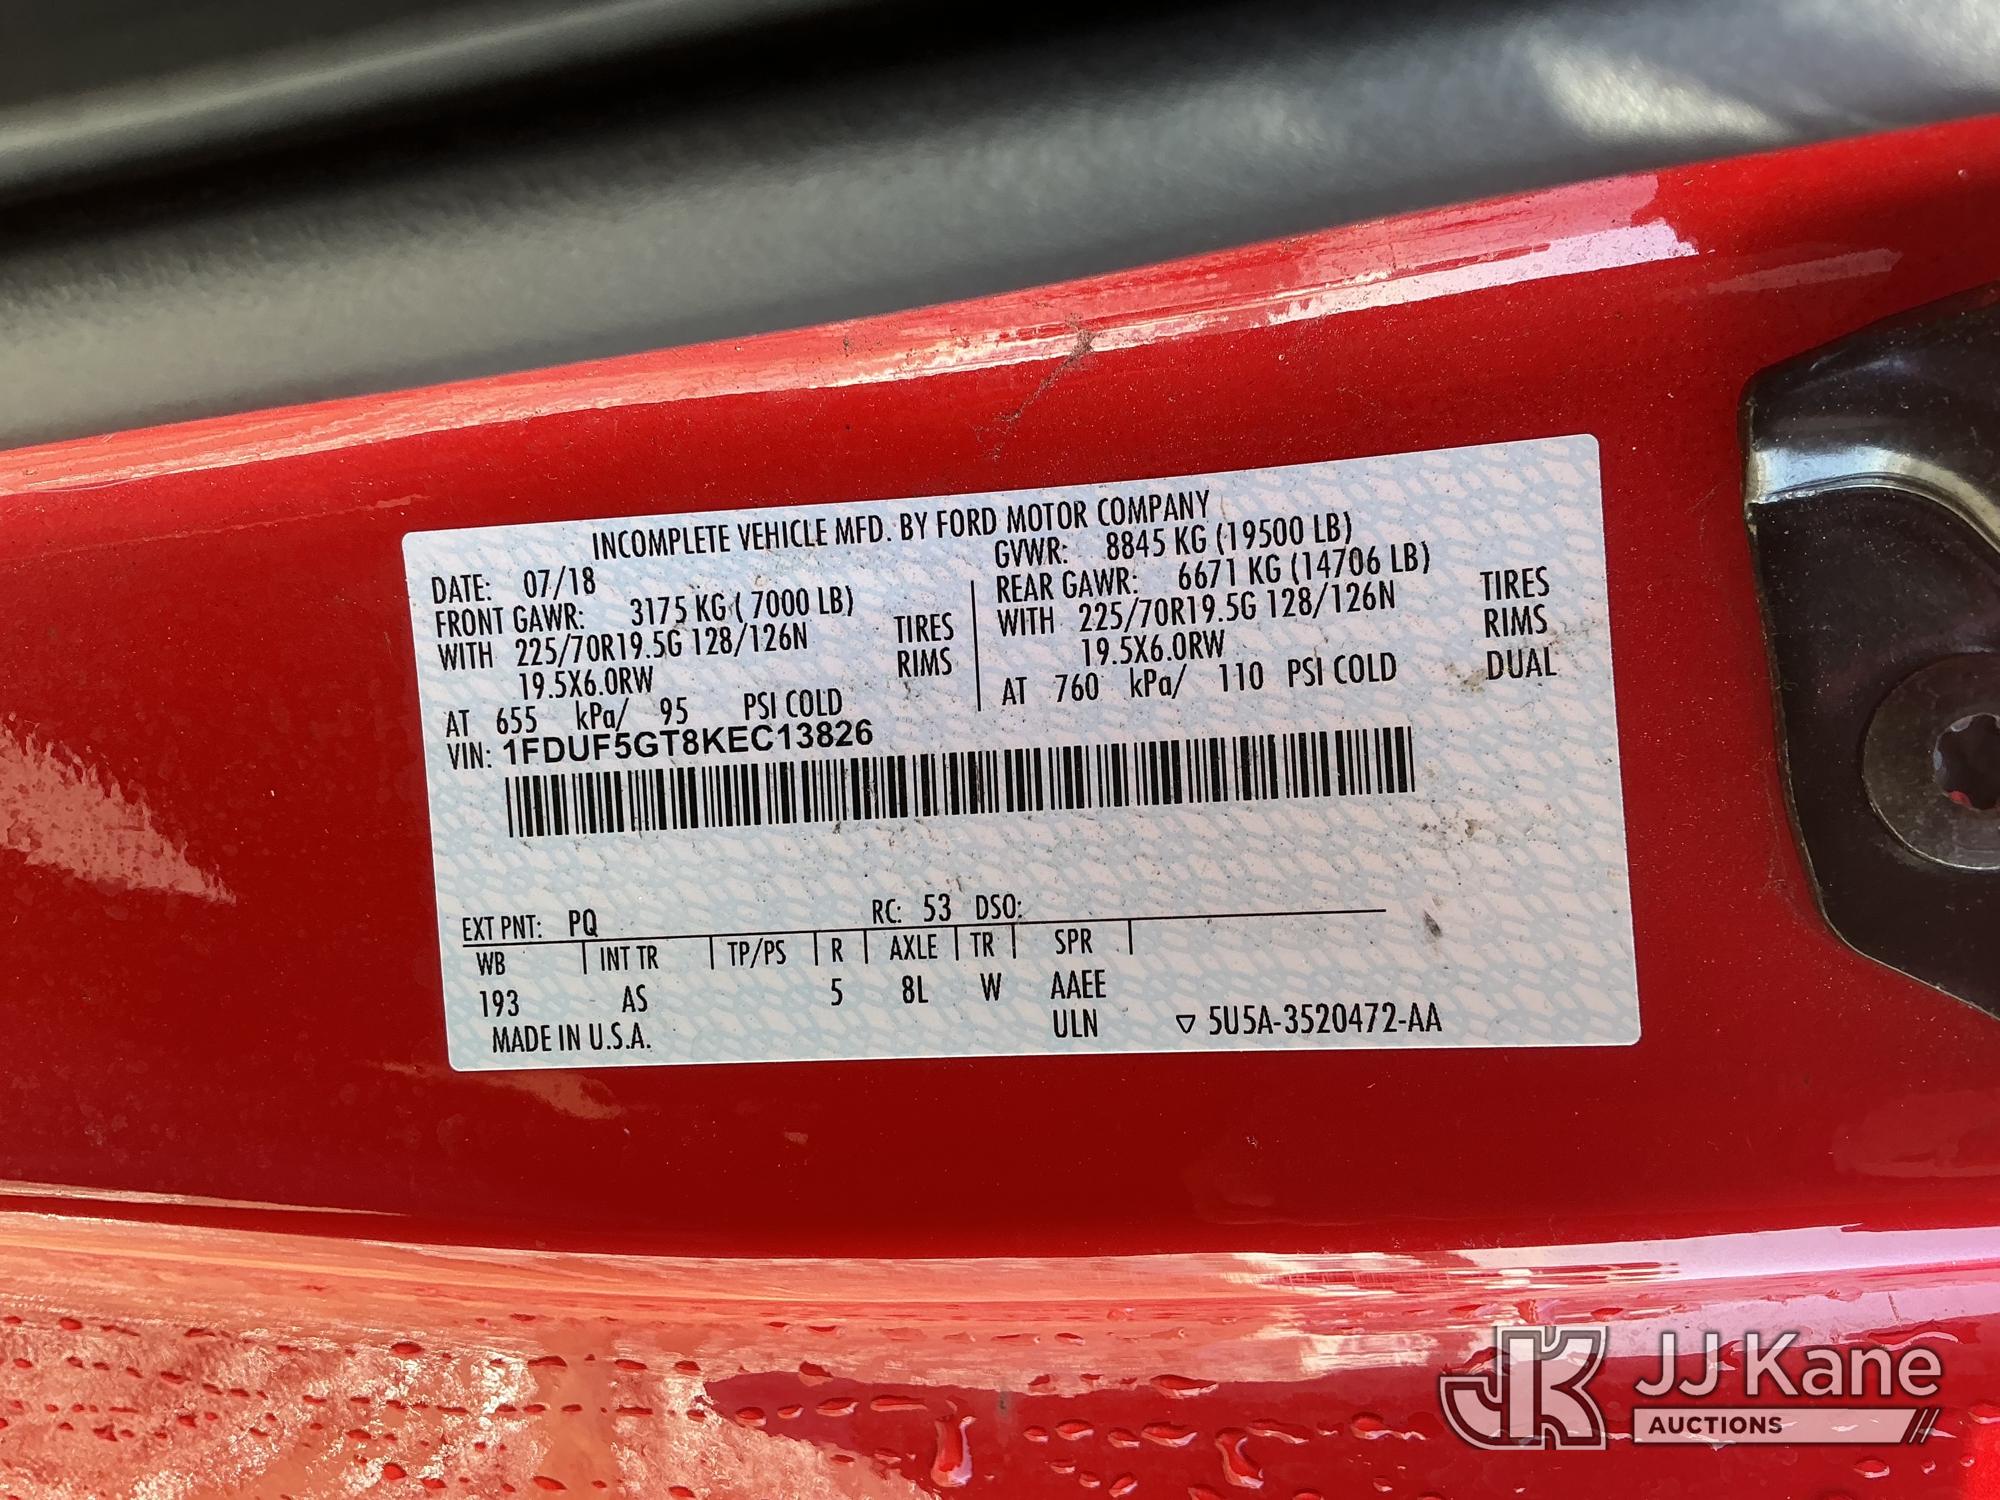 INCOMPLETE VEHICLE MFD. BY FORD MOTOR COMPANY
DATE: 07/18 GVWR: 8845 KG (19500 LB)
FRONT GAWR: 3175 KG ( 7000 LB) REAR GAWR: 6671 KG (14706 LB)
WITH 225/70R19.5G 128/126N TIRES WITH 225/70R19.5G 128/126N TIRES
19.5X6.0RW RIMS 19.5X6.0RW RIMS
AT 655 kPa/ 95 PSI COLD AT 760 kPa/ 110 PSI COLD DUAL
VIN: 1FDUF5GT8KEC13826
EXT PNT: PQ RC: 53 DSO:
WB INT TR TP/PS R AXLE TR SPR
193 AS 5 8L W AAEE
MADE IN U.S.A. ULN ▽ 5U5A-3520472-AA
JK JJ Kane
AUCTIONS